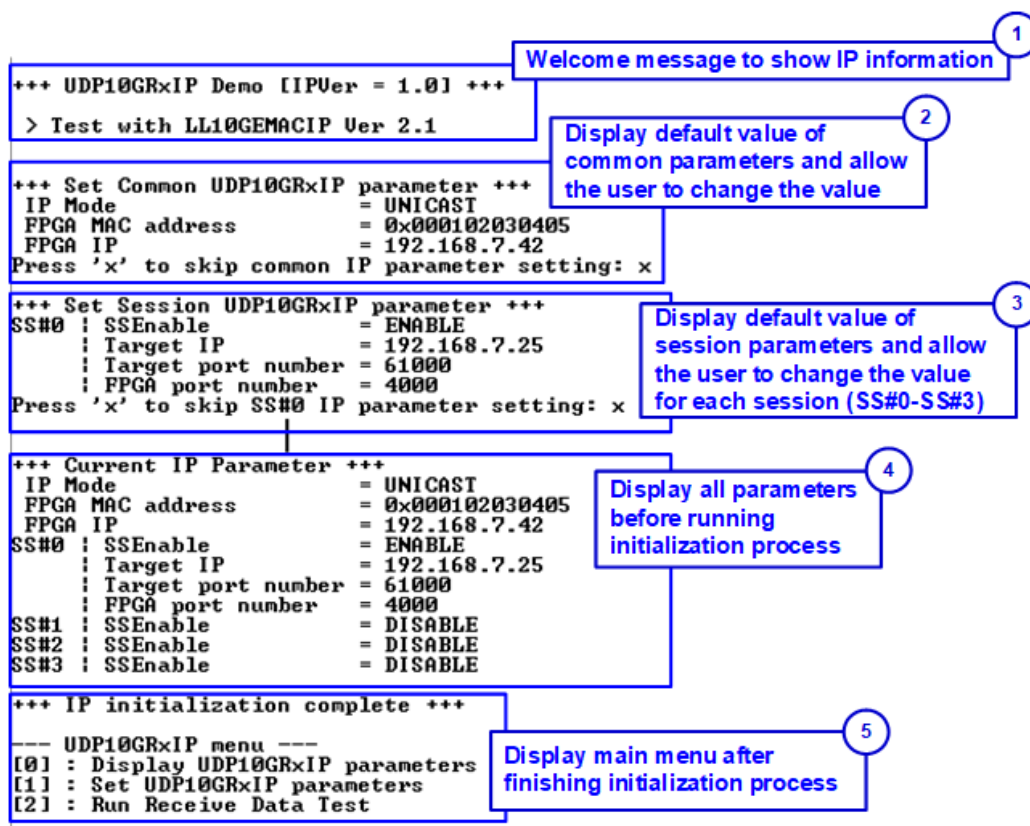 1
Welcome message to show IP information
+++ UDP10GRxIP Demo [IPVer = 1.0] +++
> Test with LL10GEMACIP Ver 2.1
2
Display default value of
common parameters and allow
the user to change the value
+++ Set Common UDP10GRxIP parameter +++
IP Mode = UNICAST
FPGA MAC address = 0x000102030405
FPGA IP = 192.168.7.42
Press 'x' to skip common IP parameter setting: x
3
Display default value of
session parameters and allow
the user to change the value
for each session (SS#0-SS#3)
+++ Set Session UDP10GRxIP parameter +++
SS#0 | SSEnable = ENABLE
| Target IP = 192.168.7.25
| Target port number = 61000
| FPGA port number = 4000
Press 'x' to skip SS#0 IP parameter setting: x
4
Display all parameters
before running
initialization process
+++ Current IP Parameter +++
IP Mode = UNICAST
FPGA MAC address = 0x000102030405
FPGA IP = 192.168.7.42
SS#0 | SSEnable = ENABLE
| Target IP = 192.168.7.25
| Target port number = 61000
| FPGA port number = 4000
SS#1 | SSEnable = DISABLE
SS#2 | SSEnable = DISABLE
SS#3 | SSEnable = DISABLE
+++ IP initialization complete +++
5
Display main menu after
finishing initialization process
--- UDP10GRxIP menu ---
[0] : Display UDP10GRxIP parameters
[1] : Set UDP10GRxIP parameters
[2] : Run Receive Data Test